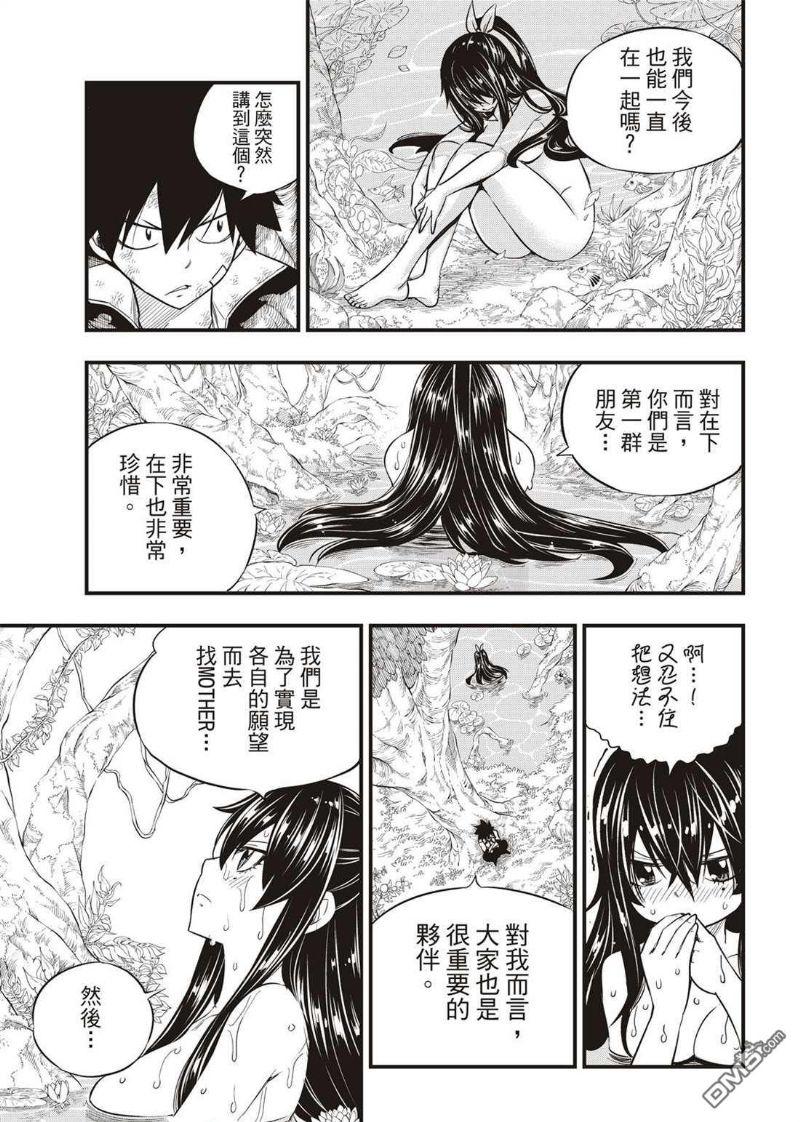 我們今後
也能一直
在一起嗎？
怎麼突然
講到這個？
對在下
而言，
你們是
第一群
朋友…
非常重要，
在下也非常
珍惜。
啊…！
又忍不住
把想法…
對我而言，
大家也是
很重要的
夥伴。
我們是
為了實現
各自的願望
而去
找MOTHER…
然後…
DM5.com